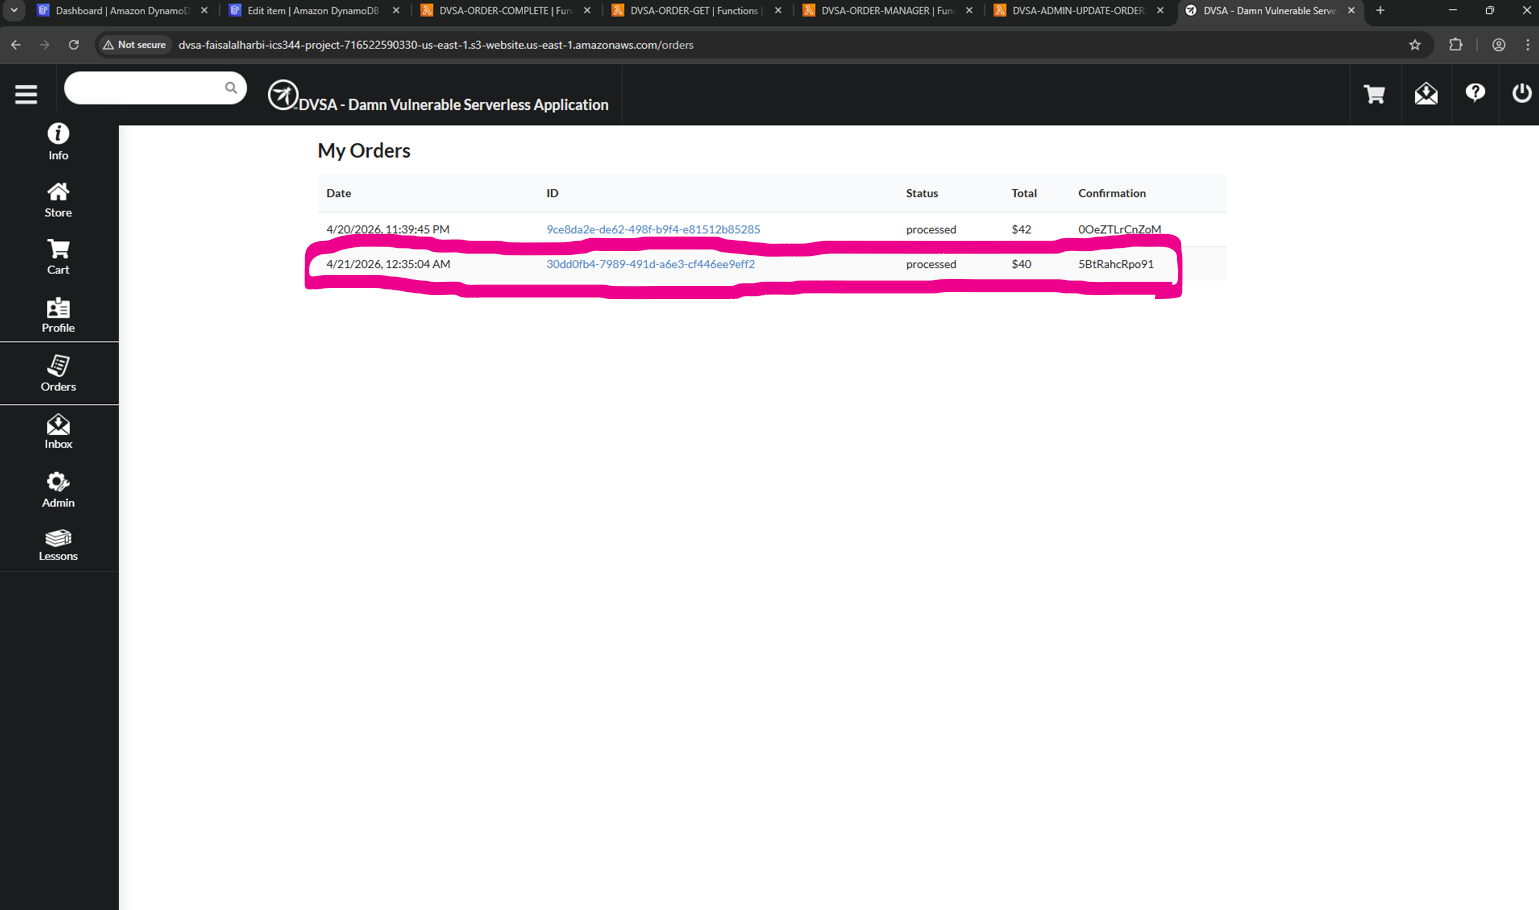 Dashboard | Amazon DynamoD
Edit item | Amazon DynamoDB
DVSA-ORDER-COMPLETE | Fun
DVSA-ORDER-GET | Functions |
DVSA-ORDER-MANAGER | Fun
DVSA-ADMIN-UPDATE-ORDER
DVSA - Damn Vulnerable Serve
Not secure
dvsa-faisalalharbi-ics344-project-716522590330-us-east-1.s3-website.us-east-1.amazonaws.com/orders
DVSA - Damn Vulnerable Serverless Application
Info
Store
Cart
Profile
Orders
Inbox
Admin
Lessons
My Orders
Date ID Status Total Confirmation
4/20/2026, 11:39:45 PM 9ce8da2e-de62-498f-b9f4-e81512b85285 processed $42 0OeZTLrCnZoM
4/21/2026, 12:35:04 AM 30dd0fb4-7989-491d-a6e3-cf446ee9eff2 processed $40 5BtRahcRpo91